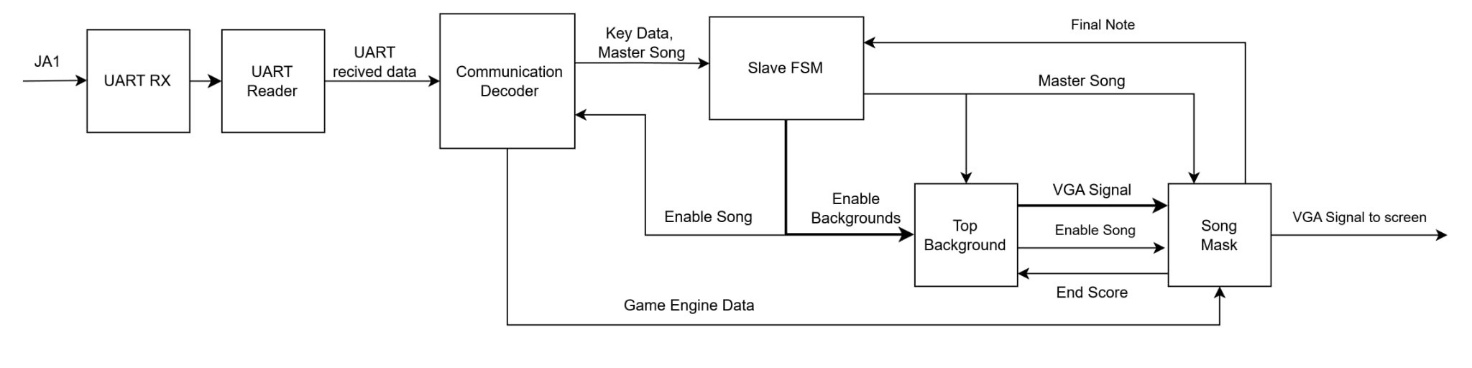 JA1
UART RX
UART
Reader
UART
recived data
Communication
Decoder
Key Data,
Master Song
Slave FSM
Final Note
Master Song
Enable Song
Enable
Backgrounds
Top
Background
VGA Signal
Enable Song
End Score
Song
Mask
VGA Signal to screen
Game Engine Data